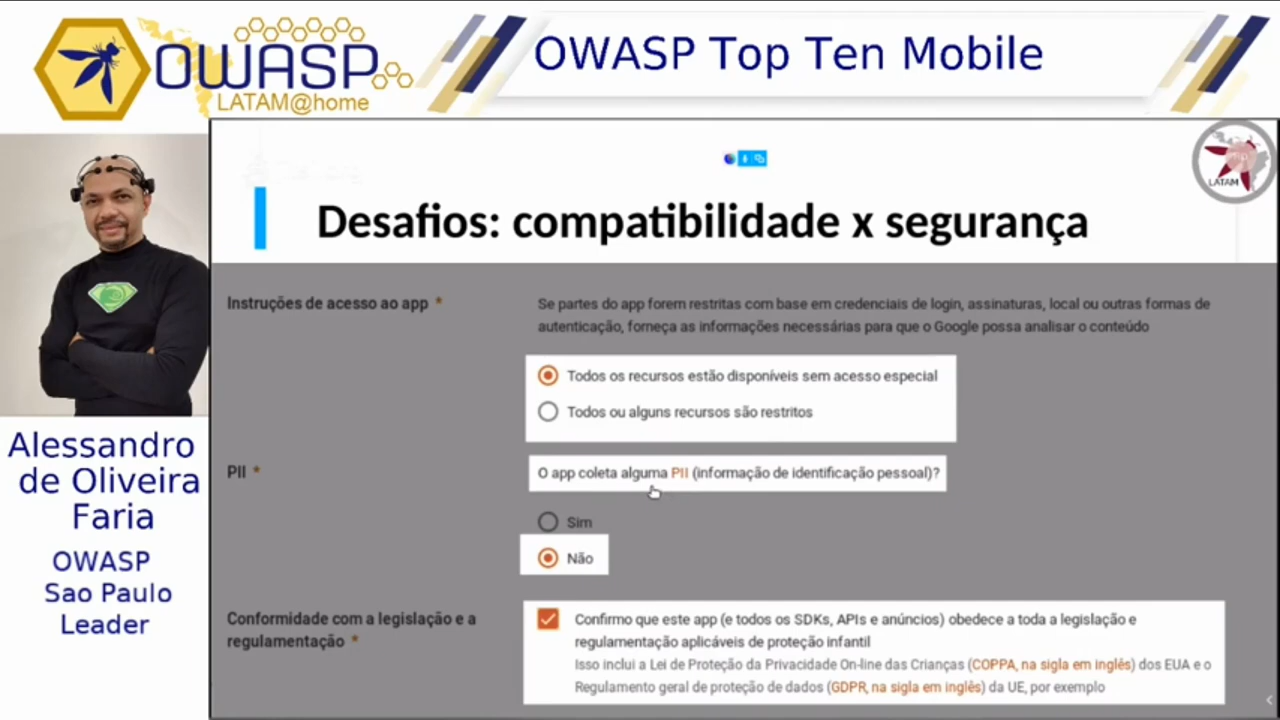 OWASP
LATAM@home
OWASP Top Ten Mobile
LATAM
Desafios: compatibilidade x segurança
Instruções de acesso ao app *
Se partes do app forem restritas com base em credenciais de login, assinaturas, local ou outras formas de
autenticação, forneça as informações necessárias para que o Google possa analisar o conteúdo
Todos os recursos estão disponíveis sem acesso especial
Todos ou alguns recursos são restritos
PII *
O app coleta alguma PII (informação de identificação pessoal)?
Sim
Não
Conformidade com a legislação e a
regulamentação *
Confirmo que este app (e todos os SDKs, APIs e anúncios) obedece a toda a legislação e
regulamentação aplicáveis de proteção infantil
Isso inclui a Lei de Proteção da Privacidade On-line das Crianças (COPPA, na sigla em inglês) dos EUA e o
Regulamento geral de proteção de dados (GDPR, na sigla em inglês) da UE, por exemplo
Alessandro
de Oliveira
Faria
OWASP
Sao Paulo
Leader